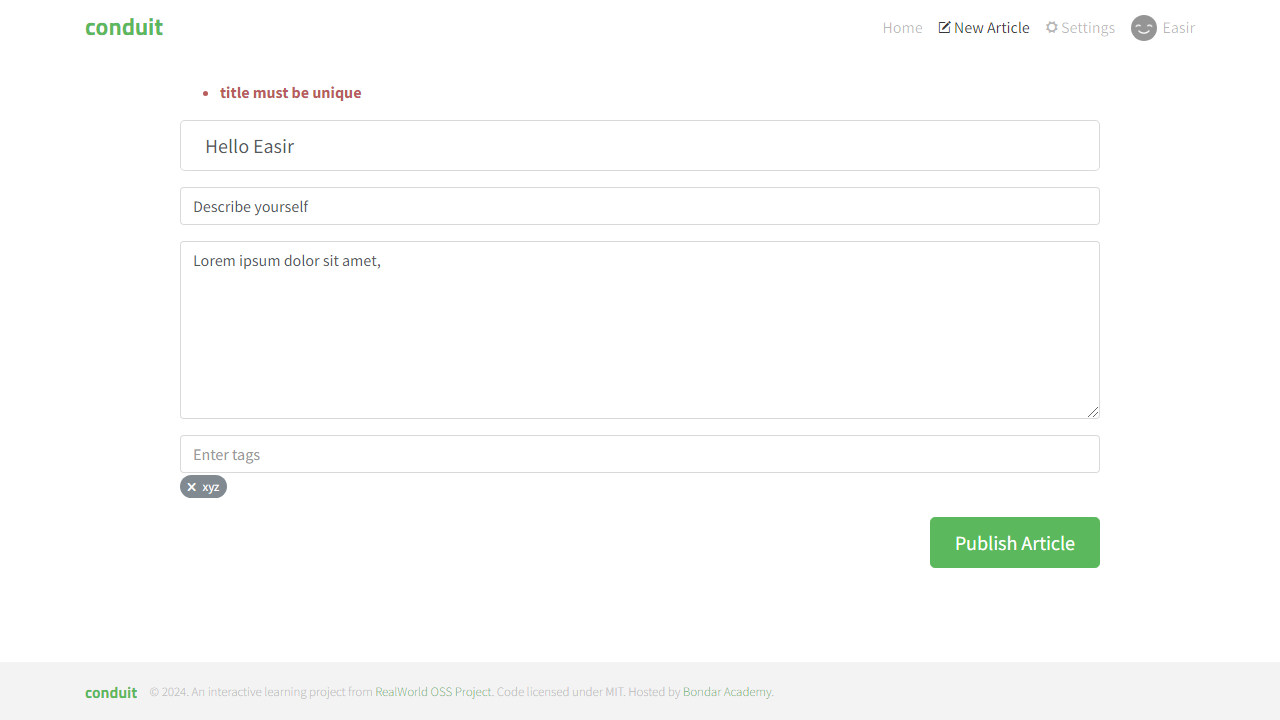 conduit
Home New Article Settings Easir
title must be unique
Hello Easir
Describe yourself
Lorem ipsum dolor sit amet,
Enter tags
× xyz
Publish Article
conduit © 2024. An interactive learning project from RealWorld OSS Project. Code licensed under MIT. Hosted by Bondar Academy.